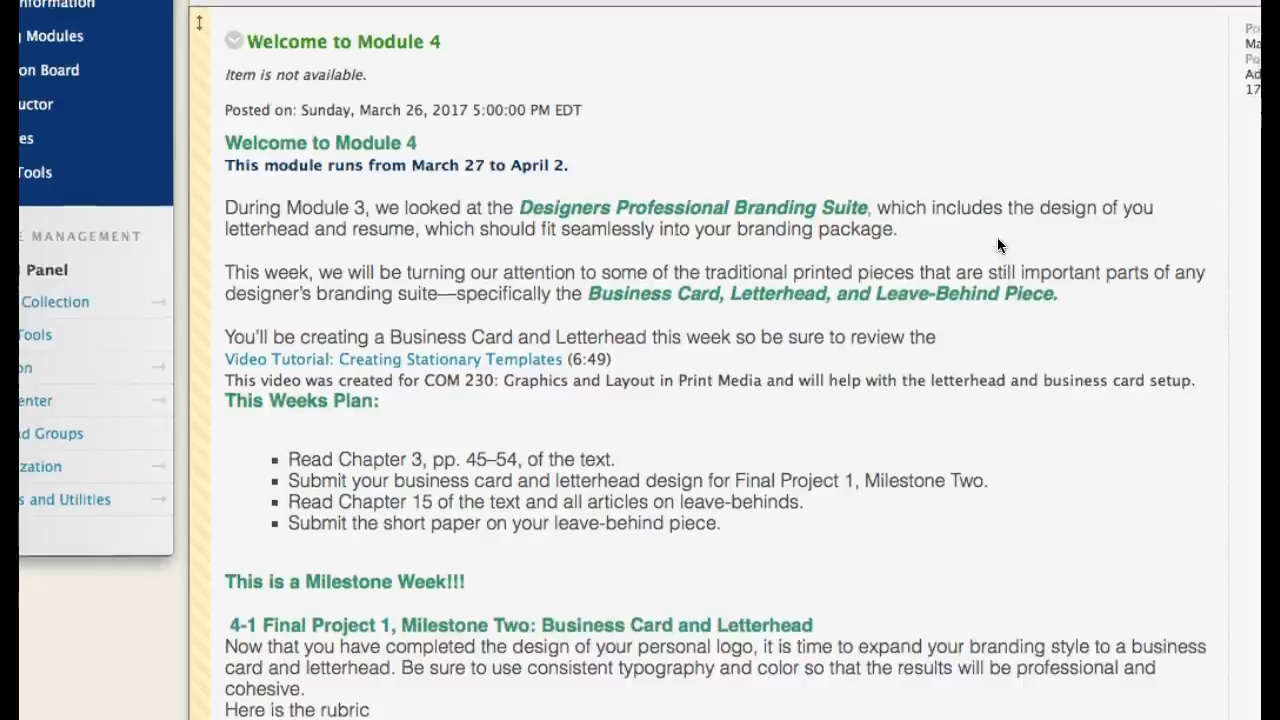 nformation
g Modules
on Board
uctor
es
Tools
E MANAGEMENT
l Panel
Collection
Tools
on
enter
nd Groups
zation
s and Utilities
Welcome to Module 4
Item is not available.
Posted on: Sunday, March 26, 2017 5:00:00 PM EDT
Welcome to Module 4
This module runs from March 27 to April 2.
During Module 3, we looked at the Designers Professional Branding Suite, which includes the design of you
letterhead and resume, which should fit seamlessly into your branding package.
This week, we will be turning our attention to some of the traditional printed pieces that are still important parts of any
designer's branding suite—specifically the Business Card, Letterhead, and Leave-Behind Piece.
You'll be creating a Business Card and Letterhead this week so be sure to review the
Video Tutorial: Creating Stationary Templates (6:49)
This video was created for COM 230: Graphics and Layout in Print Media and will help with the letterhead and business card setup.
This Weeks Plan:
Read Chapter 3, pp. 45–54, of the text.
Submit your business card and letterhead design for Final Project 1, Milestone Two.
Read Chapter 15 of the text and all articles on leave-behinds.
Submit the short paper on your leave-behind piece.
This is a Milestone Week!!!
4-1 Final Project 1, Milestone Two: Business Card and Letterhead
Now that you have completed the design of your personal logo, it is time to expand your branding style to a business
card and letterhead. Be sure to use consistent typography and color so that the results will be professional and
cohesive.
Here is the rubric
Po
Ma
Po
Ad
17